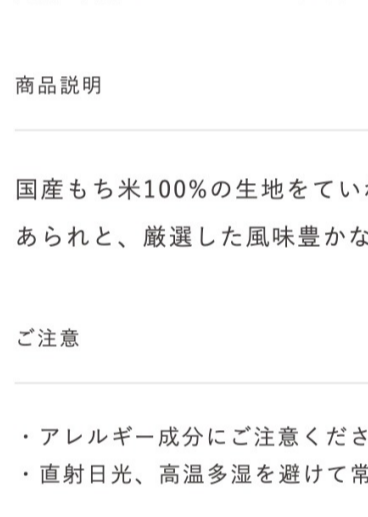 商品説明
国産もち米100%の生地をてい
あられと、厳選した風味豊かな
ご注意
・アレルギー成分にご注意くださ
・直射日光、高温多湿を避けて常